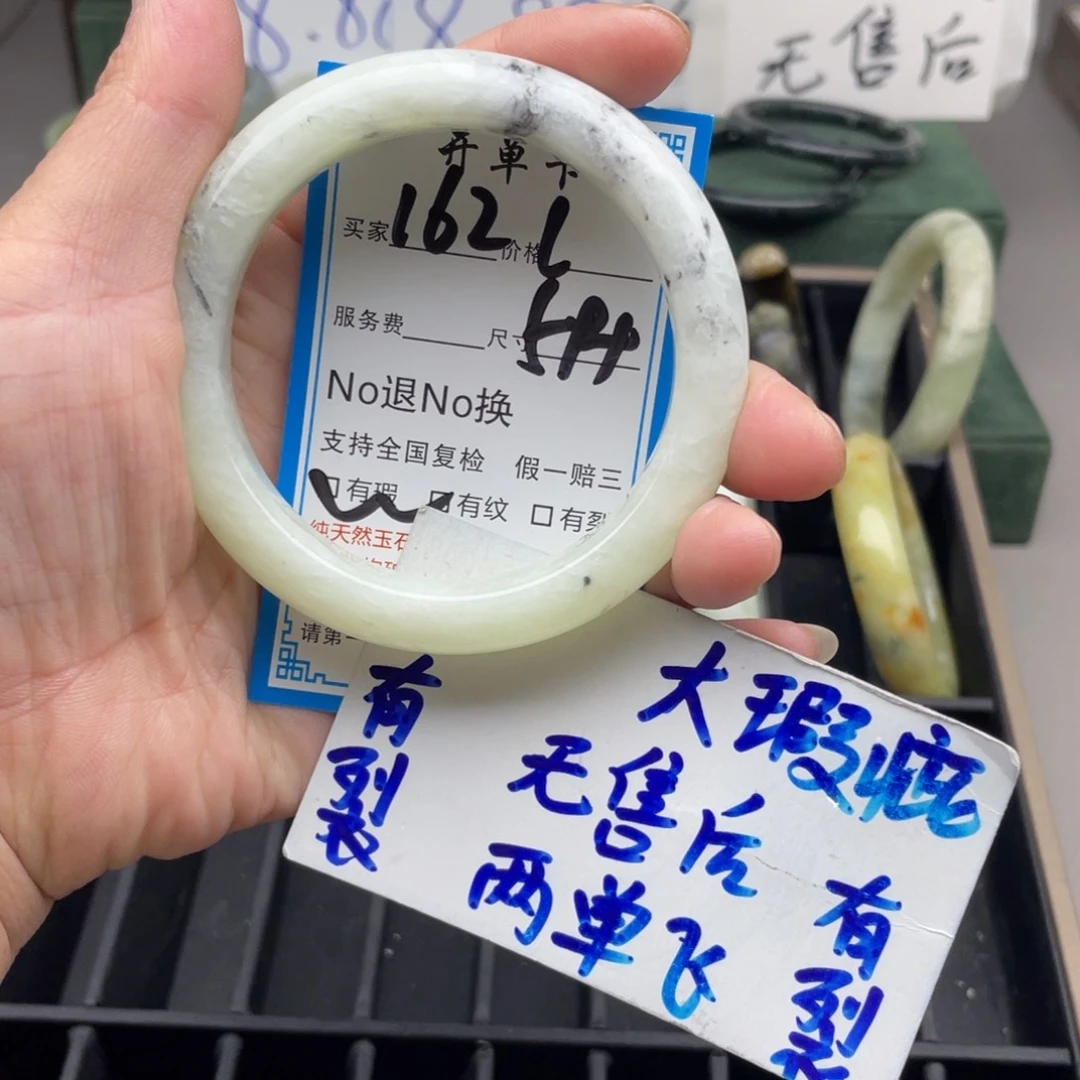 无售后
开单卡
买家 162 价格
服务费 尺寸
No退No换
支持全国复检 假一赔三
有瑕 有纹 有裂
纯天然玉石
请第一
有裂
大瑕疵
无售后
两单飞
有裂